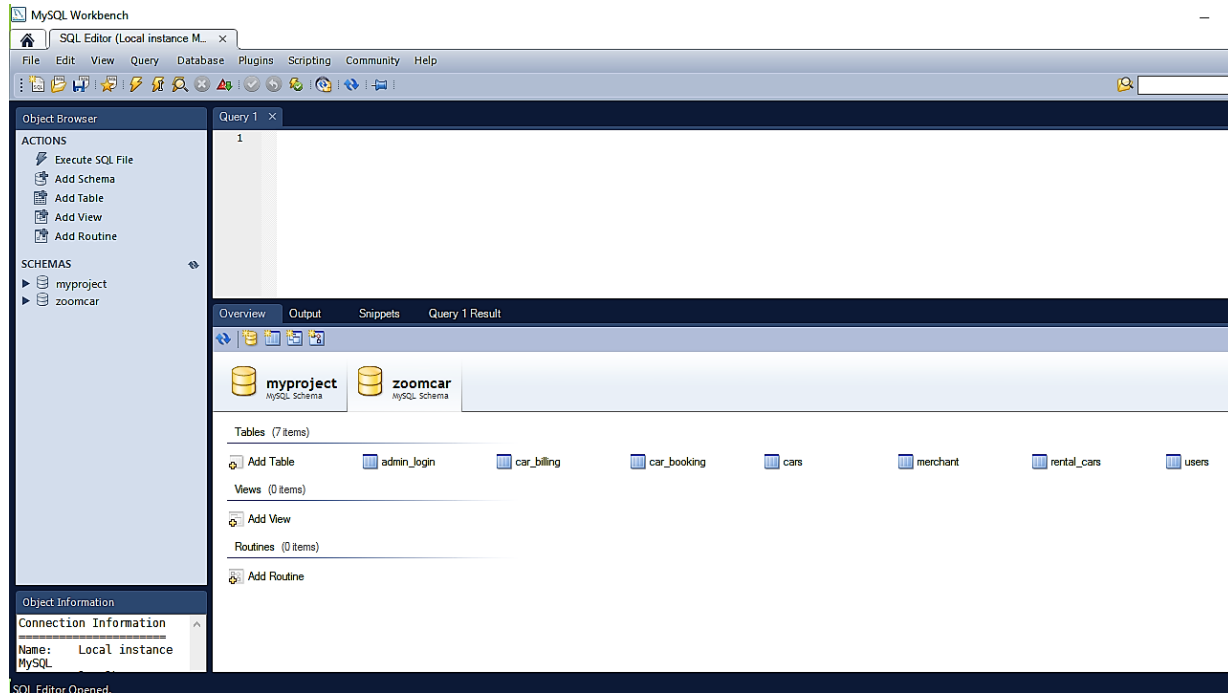 MySQL Workbench
SQL Editor (Local instance M...
File Edit View Query Database Plugins Scripting Community Help
Object Browser
ACTIONS
Execute SQL File
Add Schema
Add Table
Add View
Add Routine
SCHEMAS
myproject
zoomcar
Query 1
1
Overview Output Snippets Query 1 Result
myproject
MySQL Schema
zoomcar
MySQL Schema
Tables (7 items)
Add Table admin_login car_billing car_booking cars merchant rental_cars users
Views (0 items)
Add View
Routines (0 items)
Add Routine
Object Information
Connection Information
=======================
Name: Local instance
MySQL
SQL Editor Opened.